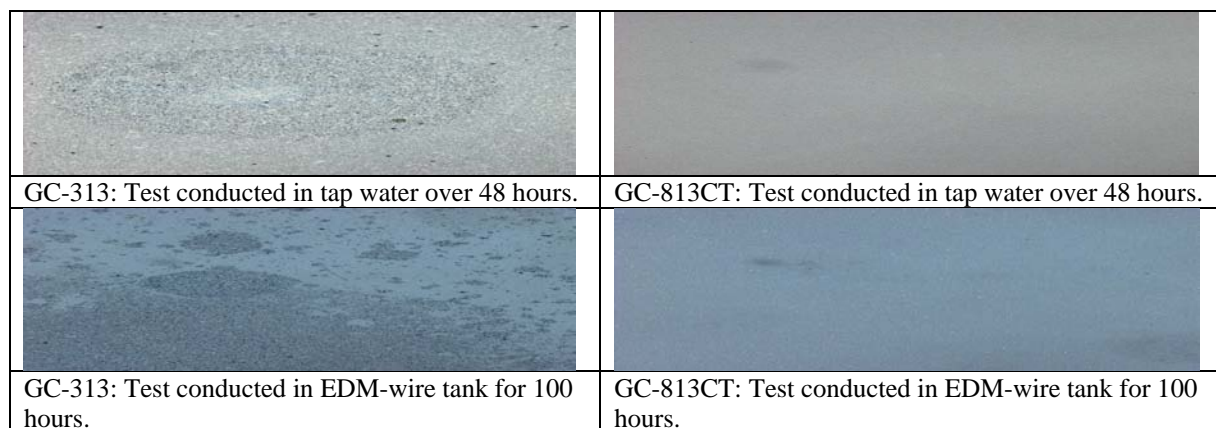 GC-313: Test conducted in tap water over 48 hours.
GC-813CT: Test conducted in tap water over 48 hours.
GC-313: Test conducted in EDM-wire tank for 100
hours.
GC-813CT: Test conducted in EDM-wire tank for 100
hours.